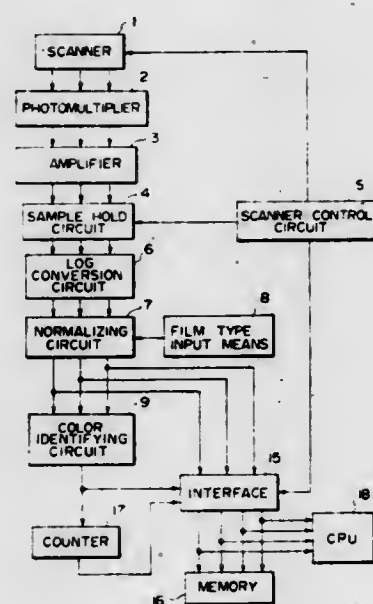 1
SCANNER
2
PHOTOMULTIPLIER
3
AMPLIFIER
4
5
SAMPLE HOLD
CIRCUIT
SCANNER CONTROL
CIRCUIT
6
LOG
CONVERSION
CIRCUIT
7
8
NORMALIZING
CIRCUIT
FILM TYPE
INPUT MEANS
9
COLOR
IDENTIFYING
CIRCUIT
15
INTERFACE
18
CPU
17
COUNTER
MEMORY
16